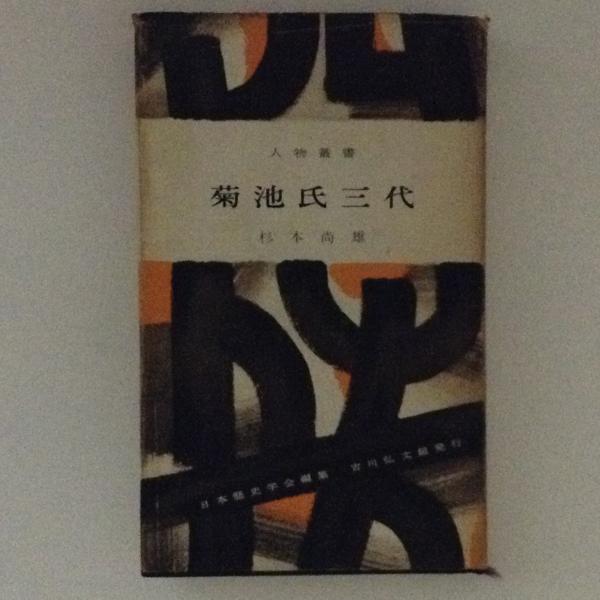 人物叢書
菊池氏三代
杉本尚雄
日本歴史学会編集 吉川弘文館発行